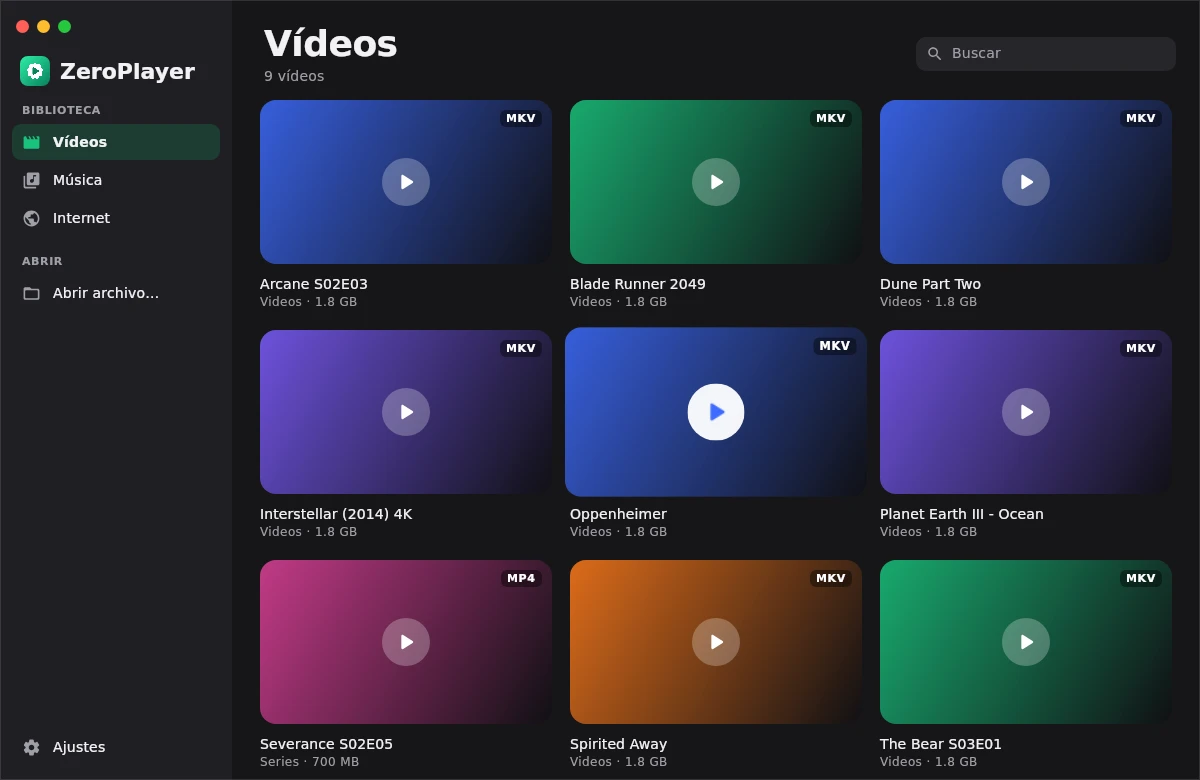 ZeroPlayer
BIBLIOTECA
Vídeos
Música
Internet
ABRIR
Abrir archivo...
Ajustes
Vídeos
9 vídeos
Buscar
MKV
MKV
MKV
Arcane S02E03
Videos · 1.8 GB
Blade Runner 2049
Videos · 1.8 GB
Dune Part Two
Videos · 1.8 GB
MKV
MKV
MKV
Interstellar (2014) 4K
Videos · 1.8 GB
Oppenheimer
Videos · 1.8 GB
Planet Earth III - Ocean
Videos · 1.8 GB
MP4
MKV
MKV
Severance S02E05
Series · 700 MB
Spirited Away
Videos · 1.8 GB
The Bear S03E01
Videos · 1.8 GB